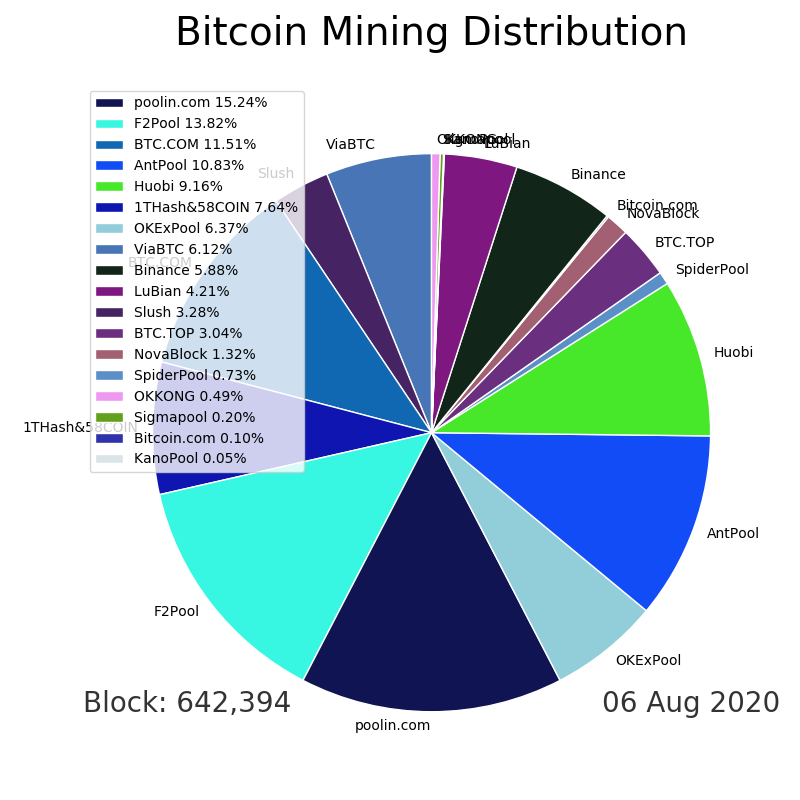 Bitcoin Mining Distribution
poolin.com 15.24%
F2Pool 13.82%
BTC.COM 11.51%
AntPool 10.83%
Huobi 9.16%
1THash&58COIN 7.64%
OKExPool 6.37%
ViaBTC 6.12%
Binance 5.88%
LuBian 4.21%
Slush 3.28%
BTC.TOP 3.04%
NovaBlock 1.32%
SpiderPool 0.73%
OKKONG 0.49%
Sigmapool 0.20%
Bitcoin.com 0.10%
KanoPool 0.05%
ViaBTC
LuBian
Slush
Binance
Bitcoin.com
NovaBlock
BTC.TOP
BTC.COM
SpiderPool
Huobi
1THash&58COIN
AntPool
F2Pool
OKExPool
Block: 642,394
06 Aug 2020
poolin.com